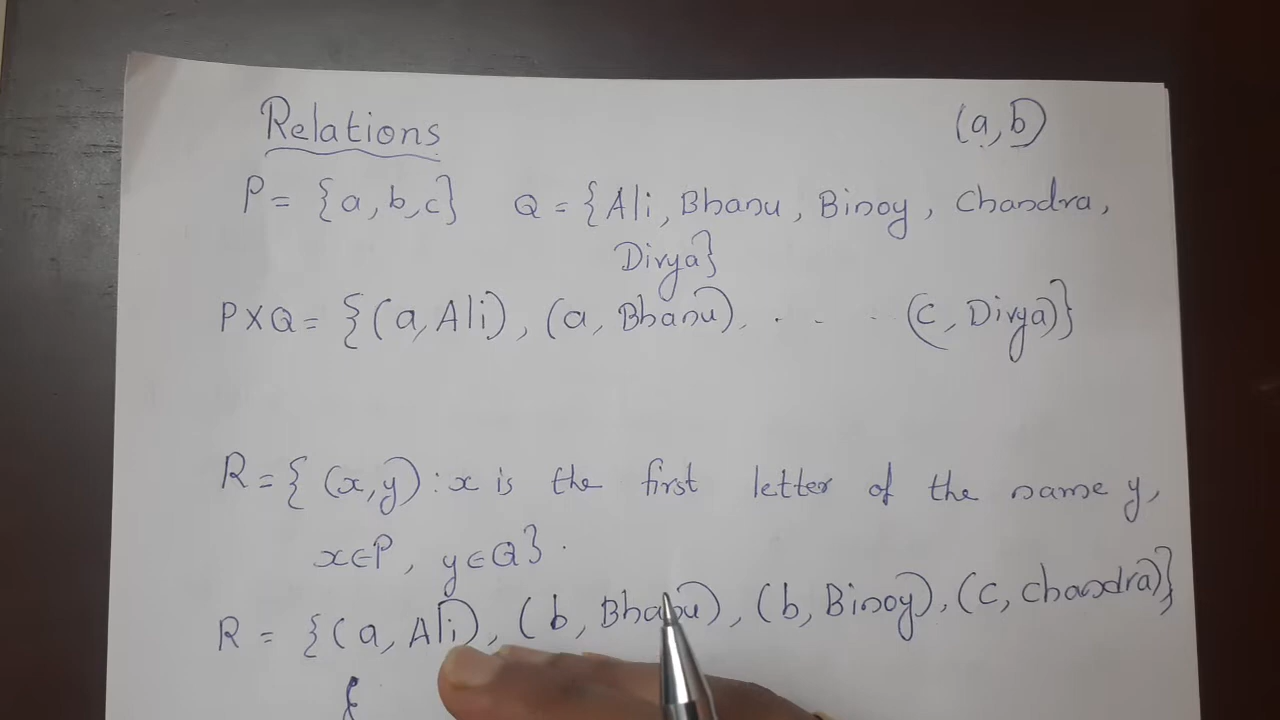 Relations
(a,b)
P = {a, b, c} Q = {Ali, Bhanu, Binoy, Chandra,
Divya}
P X Q = {(a, Ali), (a, Bhanu), . . . (c, Divya)}
R = { (x,y) : x is the first letter of the name y,
x ∈ P, y ∈ Q}.
R = {(a, Ali), (b, Bhanu), (b, Binoy), (c, Chandra)}
{